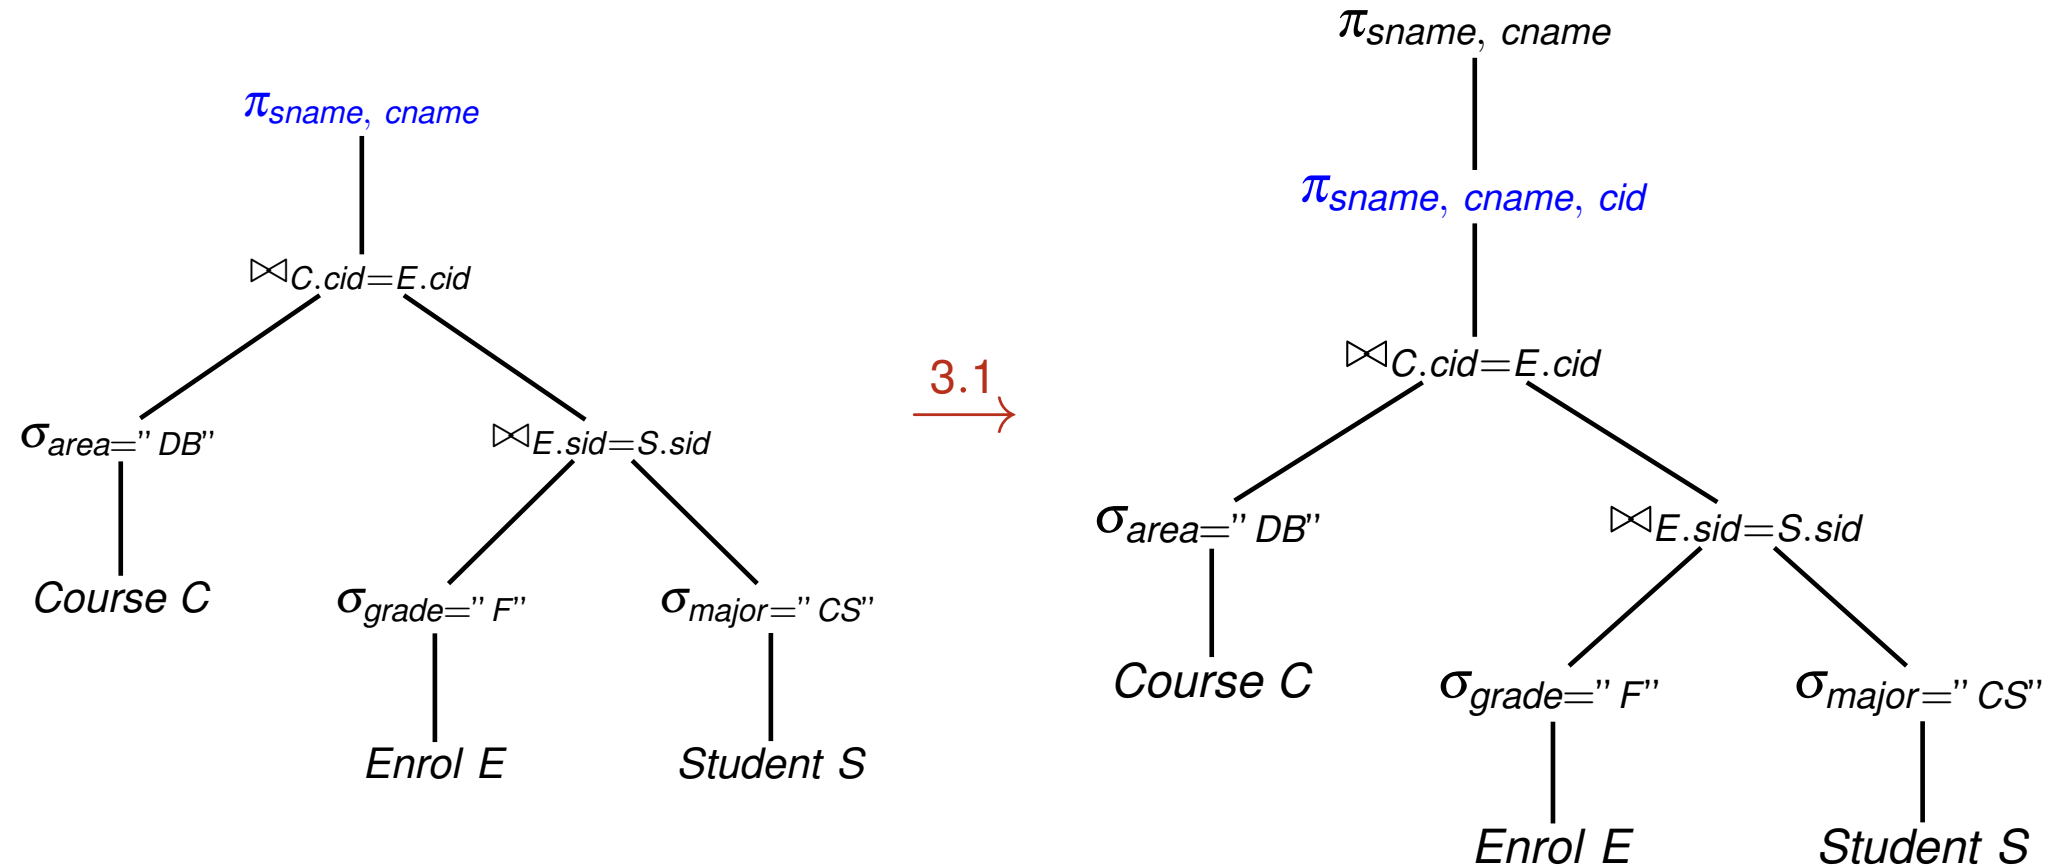 π sname, cname
⋈ C.cid=E.cid
σ area=”DB”
⋈ E.sid=S.sid
Course C
σ grade=”F”
σ major=”CS”
Enrol E
Student S
3.1
π sname, cname
π sname, cname, cid
⋈ C.cid=E.cid
σ area=”DB”
⋈ E.sid=S.sid
Course C
σ grade=”F”
σ major=”CS”
Enrol E
Student S